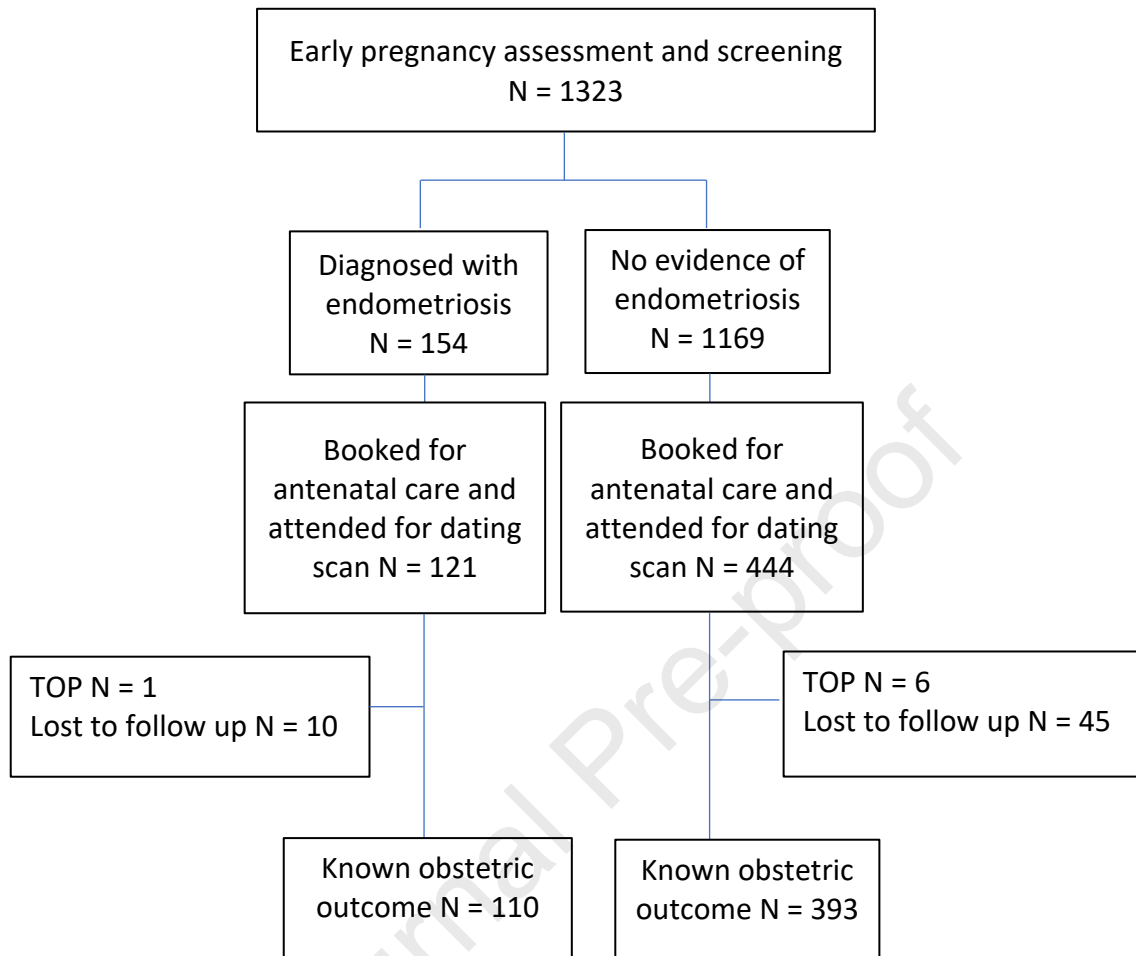 Early pregnancy assessment and screening
N = 1323
Diagnosed with
endometriosis
N = 154
No evidence of
endometriosis
N = 1169
Booked for
antenatal care and
attended for dating
scan N = 121
Booked for
antenatal care and
attended for dating
scan N = 444
TOP N = 1
Lost to follow up N = 10
TOP N = 6
Lost to follow up N = 45
Known obstetric
outcome N = 110
Known obstetric
outcome N = 393
rnal Pre-proof